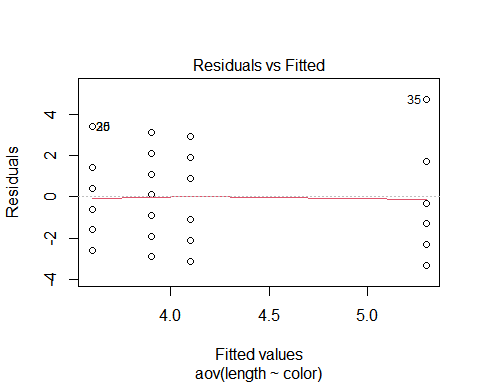 Residuals vs Fitted
Residuals
4
2
0
-2
-4
35
4.0
4.5
5.0
Fitted values
aov(length ~ color)